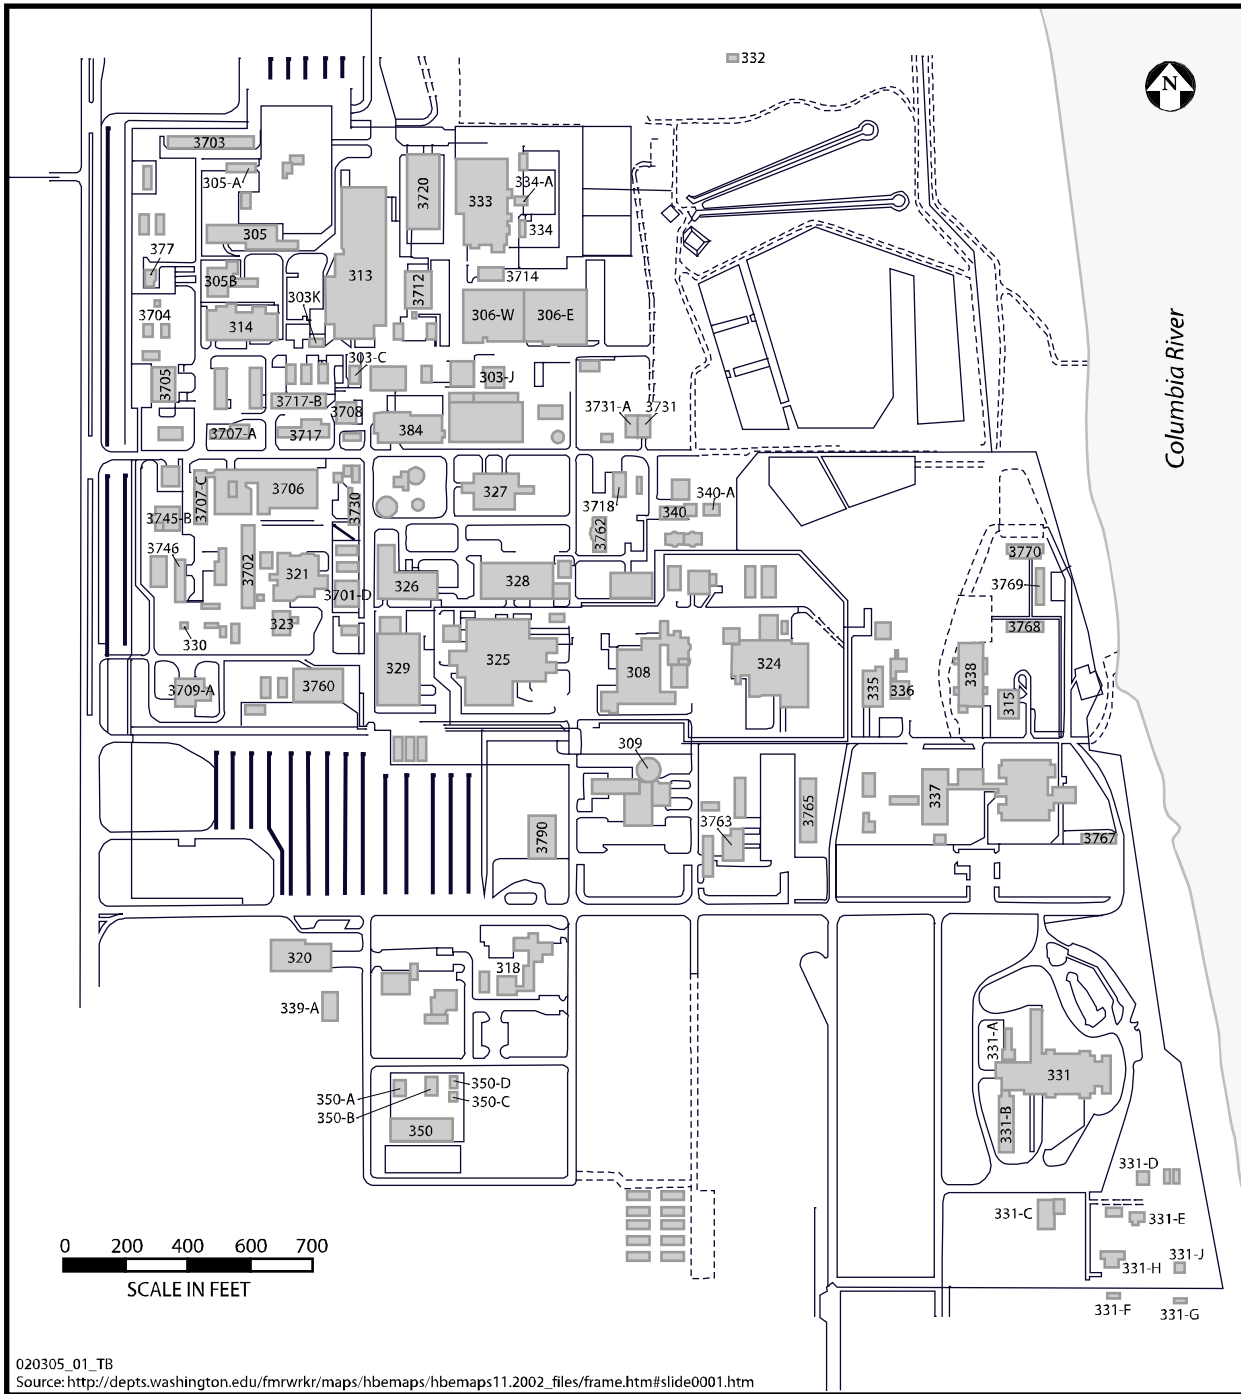 332
N
3703
305-A
3720
333
334-A
334
305
377
305B
313
3712
3714
303K
3704
314
306-W
306-E
Columbia River
303-C
303-J
3705
3717-B
3708
3731-A
3731
3707-A
3717
384
3707-C
3706
3730
327
3718
340-A
340
3745-B
3762
3746
3702
321
326
328
3770
3769
3701-D
323
330
3768
329
325
308
324
335
336
338
315
3709-A
3760
309
337
3765
3763
3790
3767
320
318
339-A
331-A
331
331-B
350-A
350-B
350-D
350-C
350
331-D
331-C
331-E
331-H
331-J
331-F
331-G
0 200 400 600 700
SCALE IN FEET
020305_01_TB
Source: http://depts.washington.edu/fmrwrkr/maps/hbemaps/hbemaps11.2002_files/frame.htm#slide0001.htm